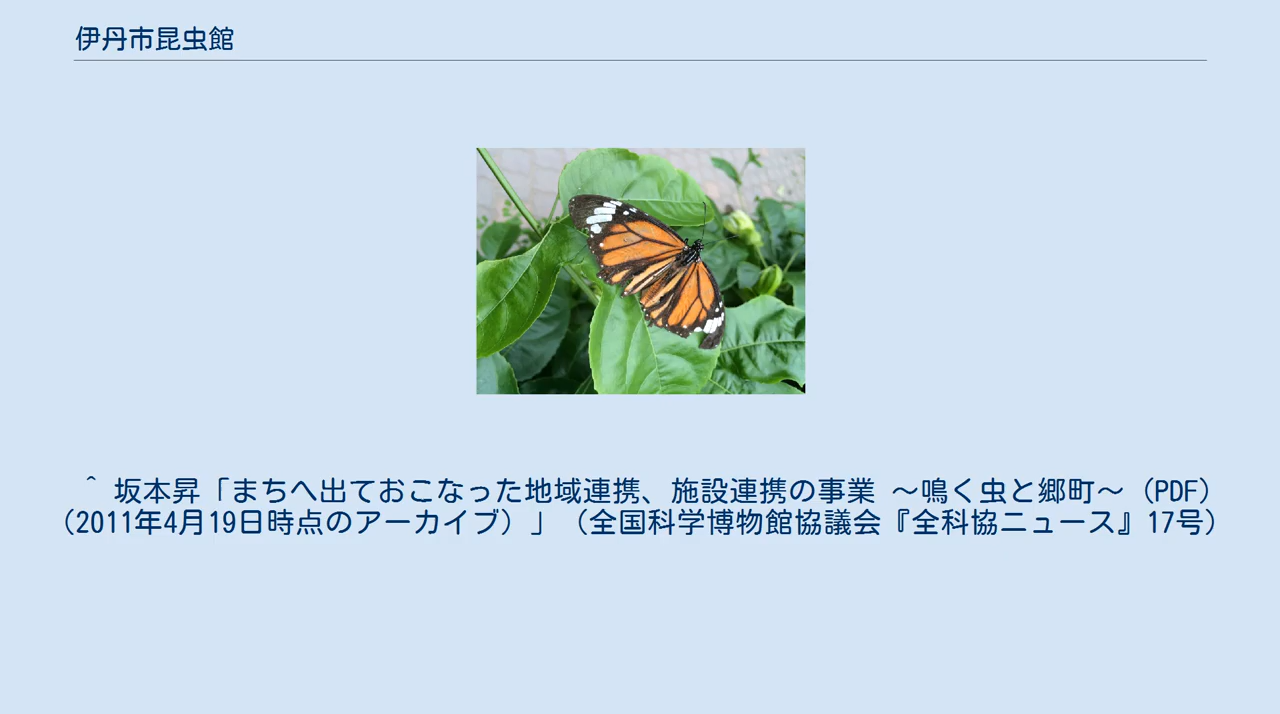 伊丹市昆虫館
^ 坂本昇「まちへ出ておこなった地域連携、施設連携の事業 〜鳴く虫と郷町〜（PDF）
（2011年4月19日時点のアーカイブ）」（全国科学博物館協議会『全科協ニュース』17号）